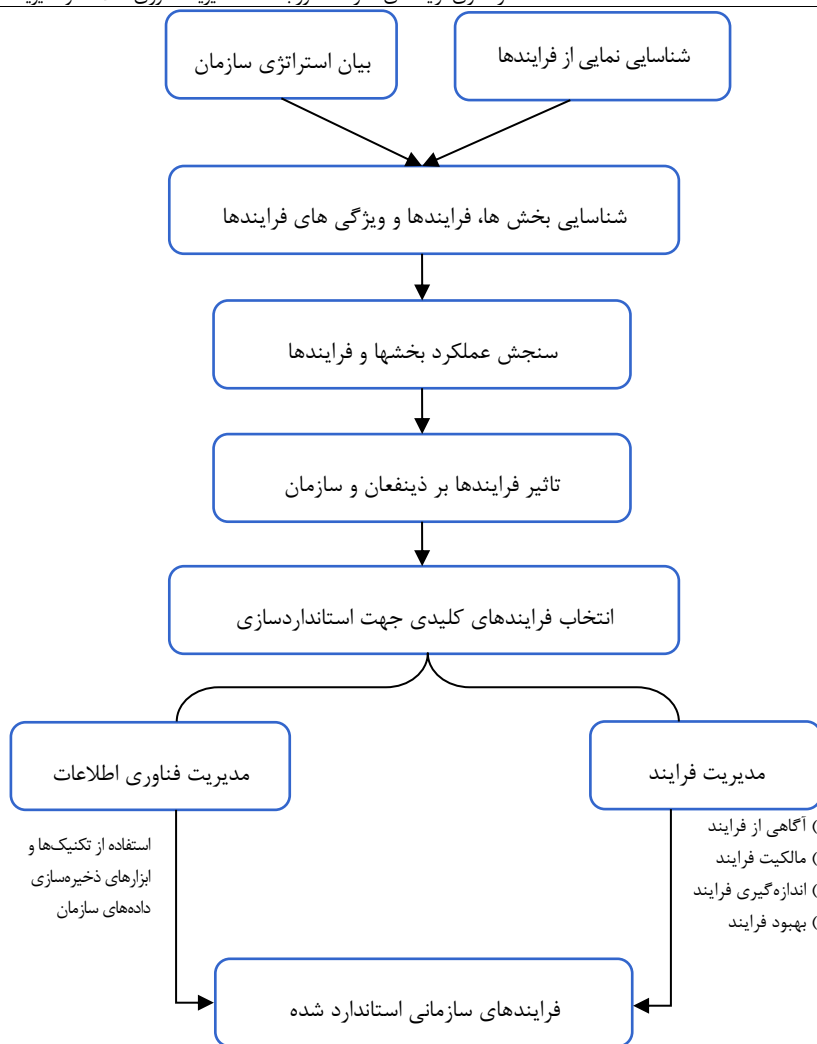 شناسایی نمایی از فرایندها
بیان استراتژی سازمان
شناسایی بخش ها، فرایندها و ویژگی های فرایندها
سنجش عملکرد بخشها و فرایندها
تاثیر فرایندها بر ذینفعان و سازمان
انتخاب فرایندهای کلیدی جهت استانداردسازی
مدیریت فرایند
مدیریت فناوری اطلاعات
) آگاهی از فرایند
) مالکیت فرایند
) اندازه‌گیری فرایند
) بهبود فرایند
استفاده از تکنیک‌ها و
ابزارهای ذخیره‌سازی
داده‌های سازمان
فرایندهای سازمانی استاندارد شده